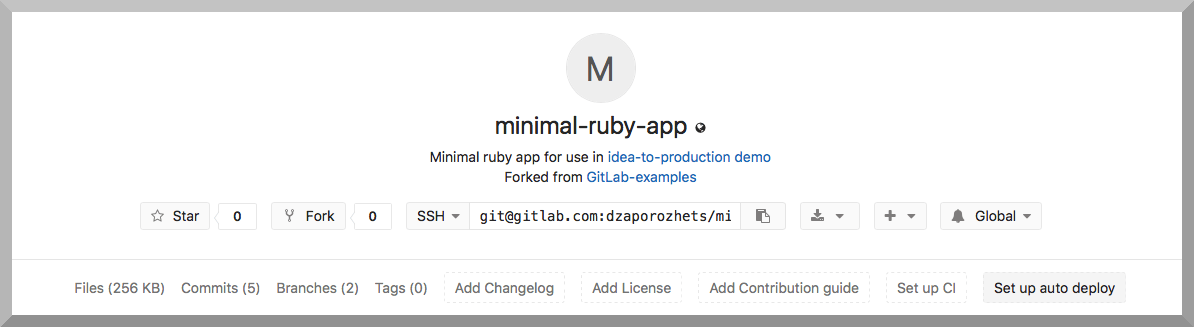 M
minimal-ruby-app
Minimal ruby app for use in idea-to-production demo
Forked from GitLab-examples
Star 0 Fork 0 SSH git@gitlab.com:dzaporozhets/mi Global
Files (256 KB) Commits (5) Branches (2) Tags (0) Add Changelog Add License Add Contribution guide Set up CI Set up auto deploy